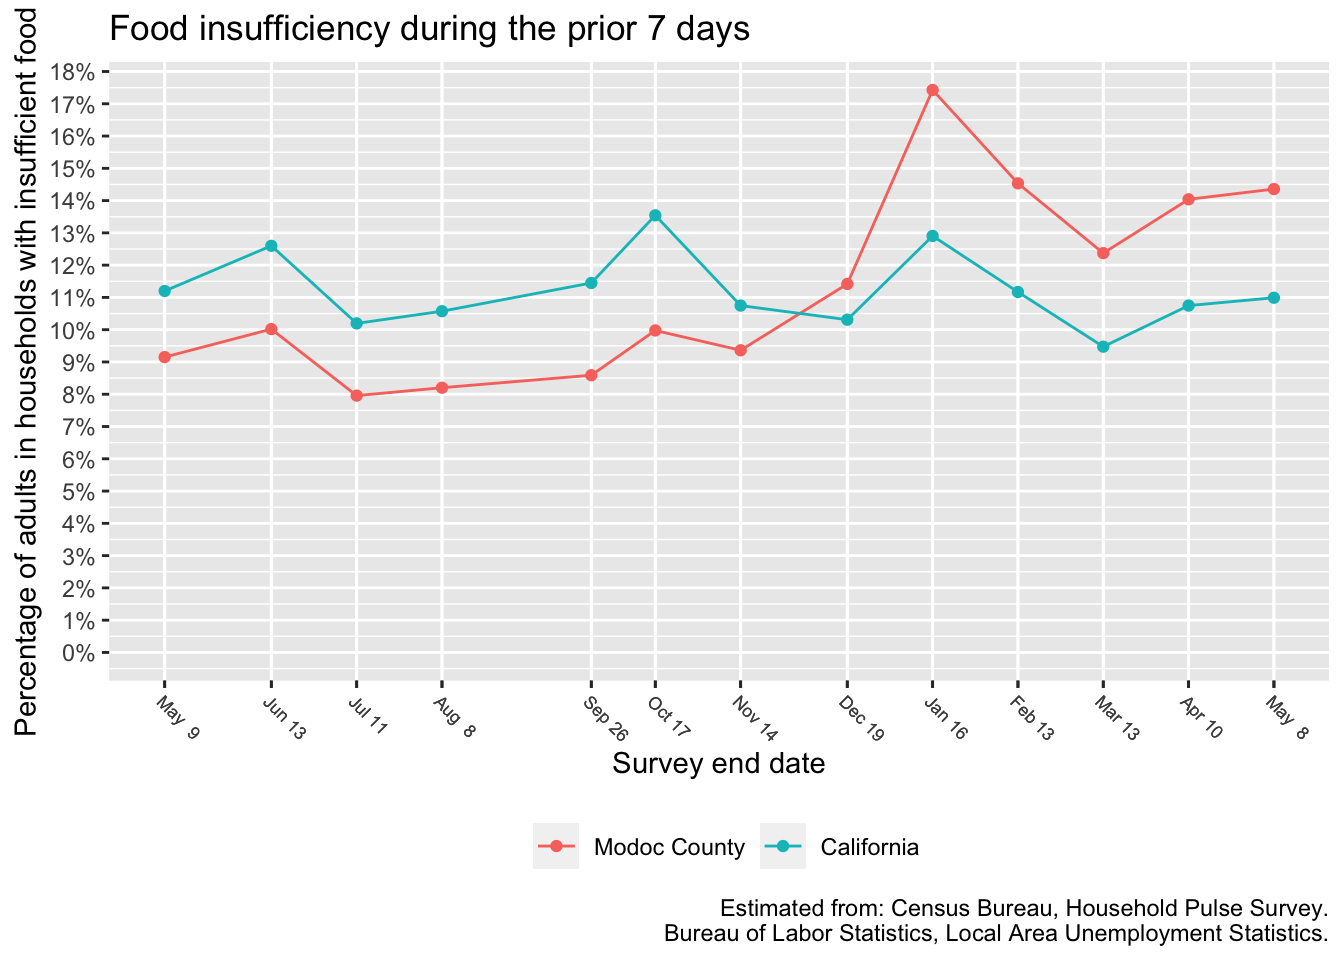 Food insufficiency during the prior 7 days
Percentage of adults in households with insufficient food
18%
17%
16%
15%
14%
13%
12%
11%
10%
9%
8%
7%
6%
5%
4%
3%
2%
1%
0%
May 9
Jun 13
Jul 11
Aug 8
Sep 26
Oct 17
Nov 14
Dec 19
Jan 16
Feb 13
Mar 13
Apr 10
May 8
Survey end date
Modoc County
California
Estimated from: Census Bureau, Household Pulse Survey.
Bureau of Labor Statistics, Local Area Unemployment Statistics.